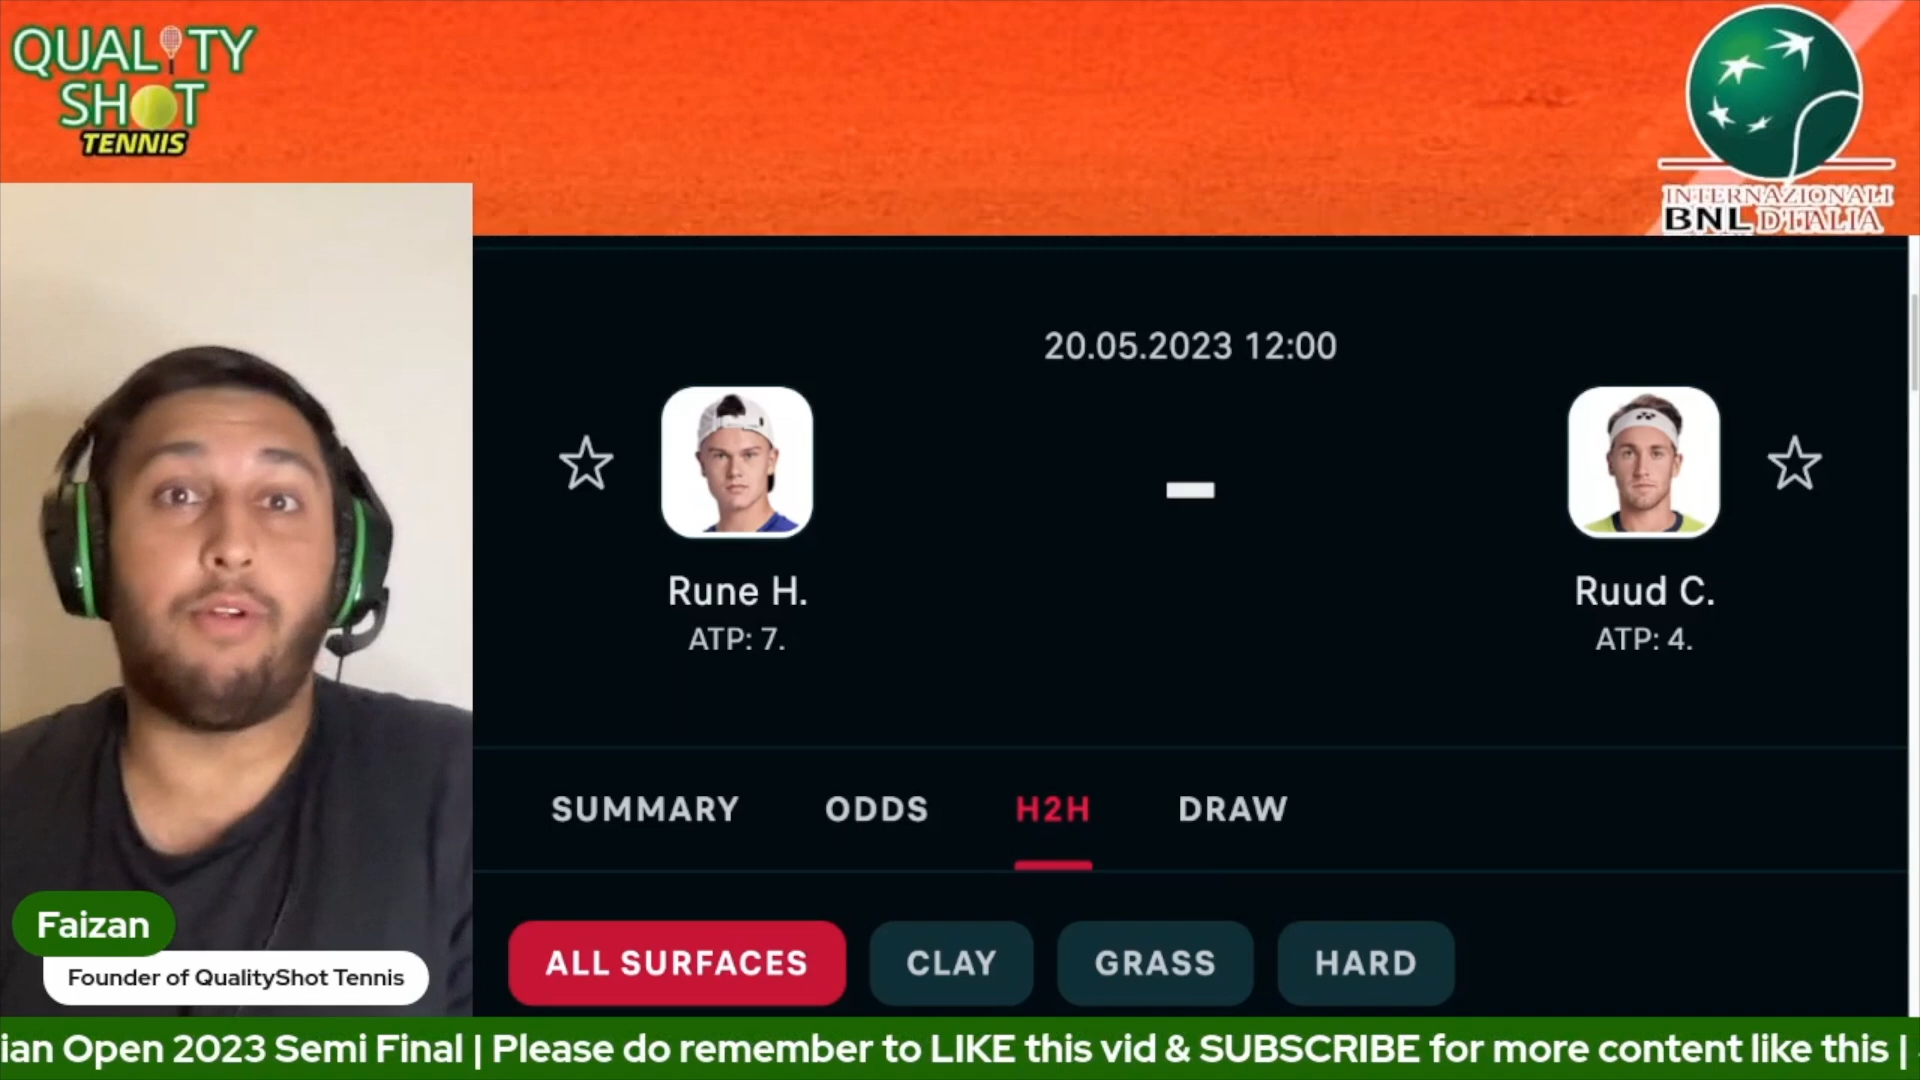 QUALITY
SHOT
TENNIS
INTERNAZIONALI
BNL D'ITALIA
20.05.2023 12:00
Rune H.
ATP: 7.
Ruud C.
ATP: 4.
SUMMARY
ODDS
H2H
DRAW
ALL SURFACES
CLAY
GRASS
HARD
Faizan
Founder of QualityShot Tennis
ian Open 2023 Semi Final | Please do remember to LIKE this vid & SUBSCRIBE for more content like this |